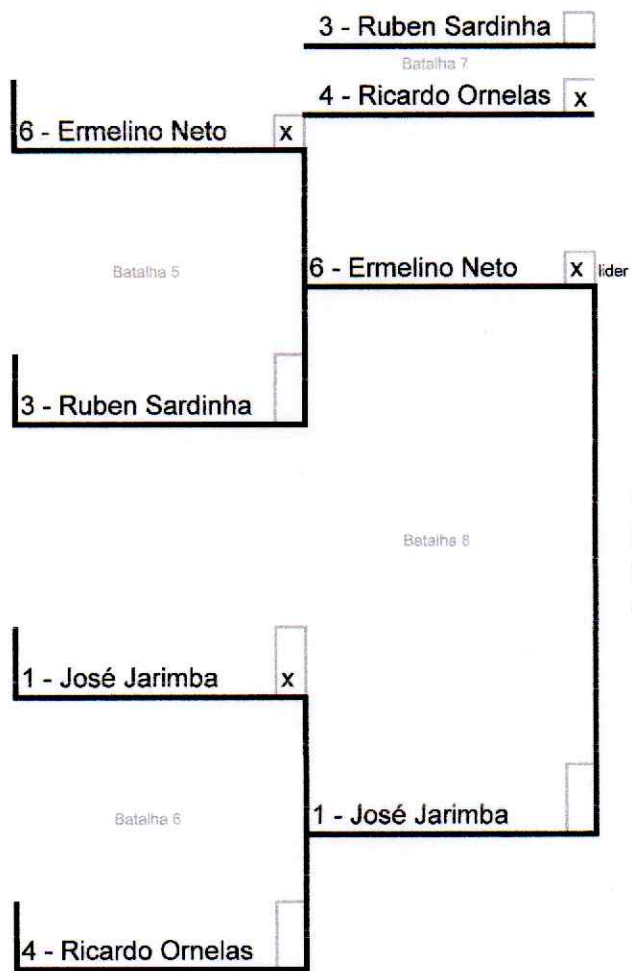 3 - Ruben Sardinha
Batalha 7
4 - Ricardo Ornelas x
6 - Ermelino Neto x
Batalha 5
6 - Ermelino Neto x lider
3 - Ruben Sardinha
Batalha 8
1 - José Jarimba x
Batalha 6
1 - José Jarimba
4 - Ricardo Ornelas